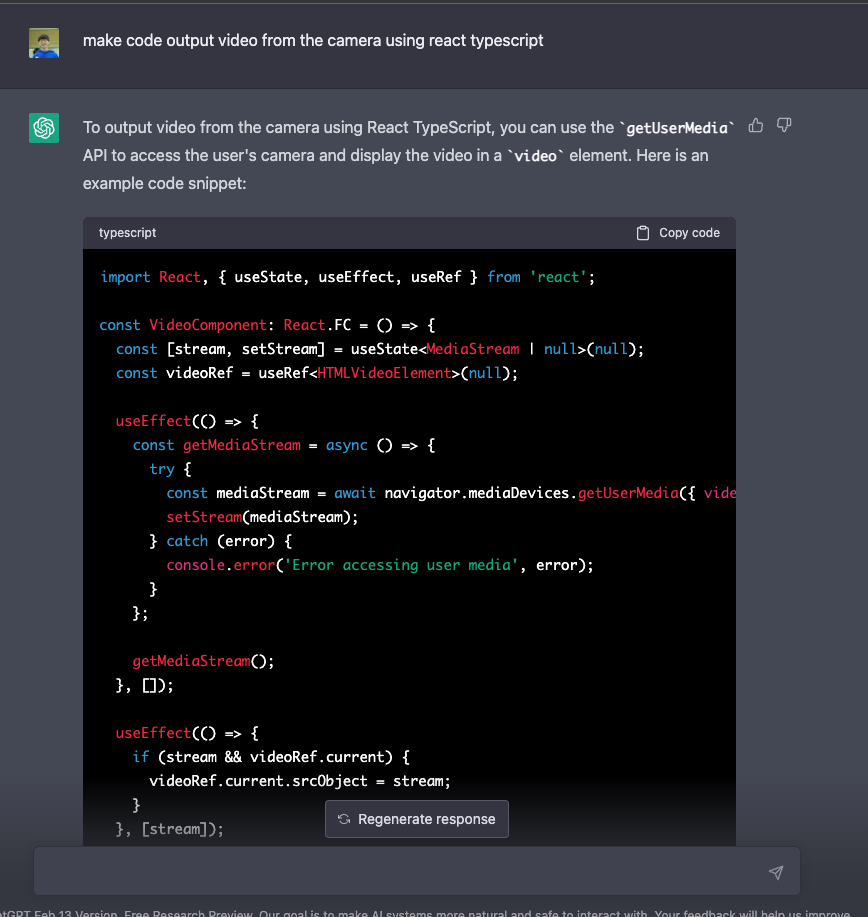 make code output video from the camera using react typescript
To output video from the camera using React TypeScript, you can use the `getUserMedia`
API to access the user's camera and display the video in a `video` element. Here is an
example code snippet:
typescript
Copy code
import React, { useState, useEffect, useRef } from 'react';
const VideoComponent: React.FC = () => {
  const [stream, setStream] = useState<MediaStream | null>(null);
  const videoRef = useRef<HTMLVideoElement>(null);
  useEffect(() => {
    const getMediaStream = async () => {
      try {
        const mediaStream = await navigator.mediaDevices.getUserMedia({ vide
        setStream(mediaStream);
      } catch (error) {
        console.error('Error accessing user media', error);
      }
    };
    getMediaStream();
  }, []);
  useEffect(() => {
    if (stream && videoRef.current) {
      videoRef.current.srcObject = stream;
    }
  }, [stream]);
Regenerate response
atGPT Feb 13 Version. Free Research Preview. Our goal is to make AI systems more natural and safe to interact with. Your feedback will help us improve